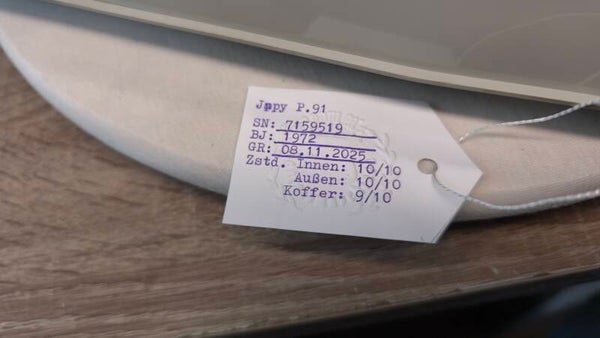 Jappy P.91
SN: 7159519
BJ: 1972
GR: 08.11.2025
Zstd. Innen: 10/10
Außen: 10/10
Koffer: 9/10